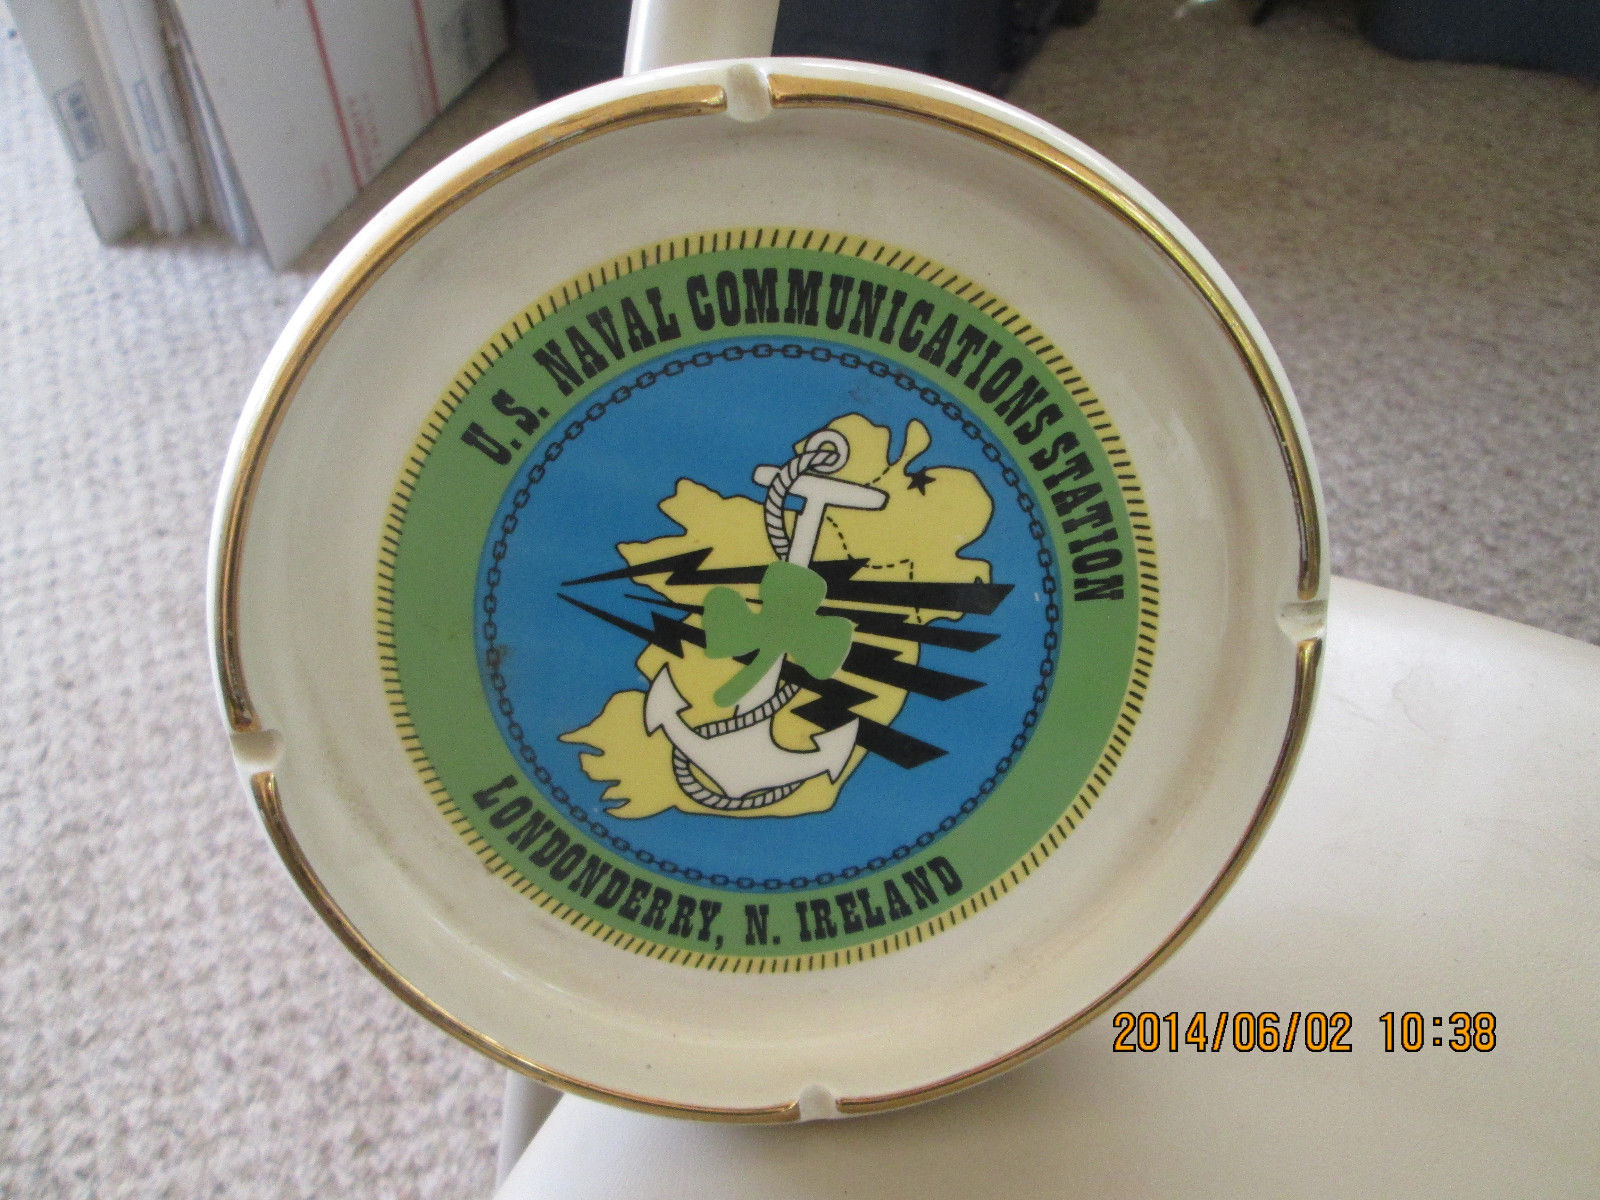 U.S. NAVAL COMMUNICATIONS STATION
LONDONDERRY, N. IRELAND
2014/06/02 10:38